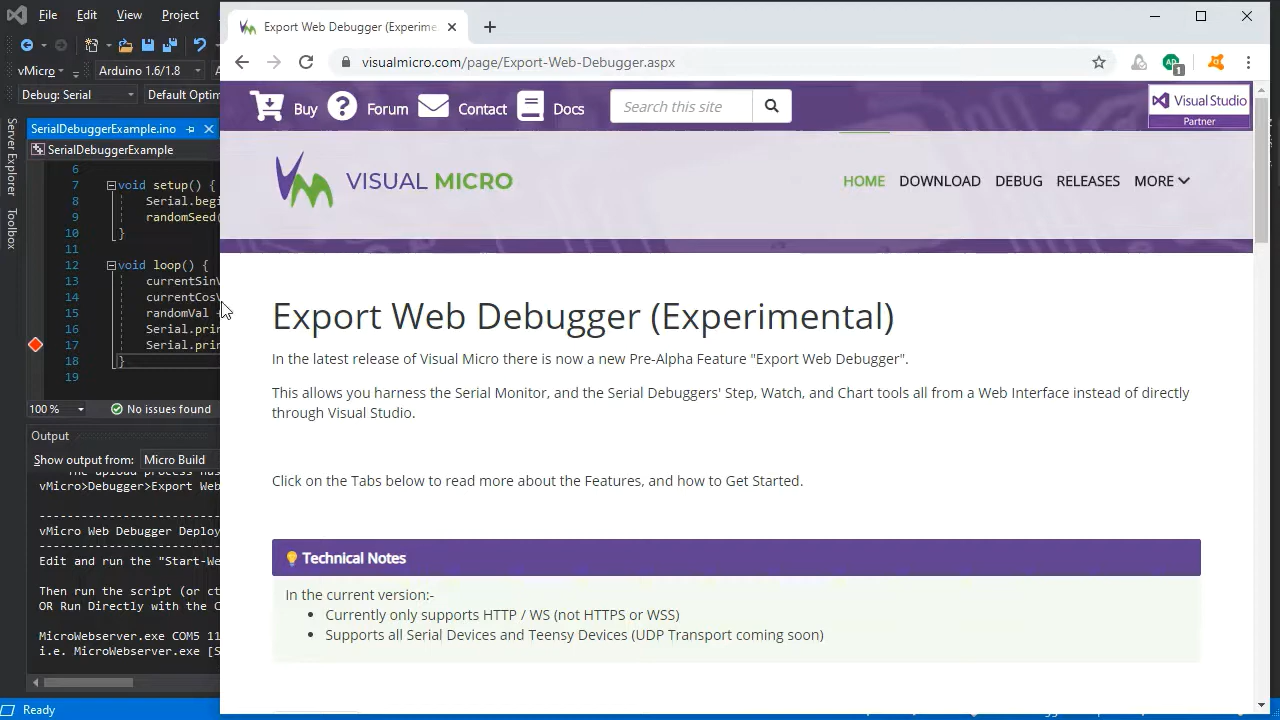 File Edit View Project
vMicro Arduino 1.6/1.8
Debug: Serial Default Optim
SerialDebuggerExample.ino
SerialDebuggerExample
Server Explorer
Toolbox
6
7 void setup() {
8 Serial.begi
9 randomSeed(
10 }
11
12 void loop() {
13 currentSinV
14 currentCosV
15 randomVal
16 Serial.prin
17 Serial.prin
18 }
19
100 % No issues found
Output
Show output from: Micro Build
vMicro>Debugger>Export Web
vMicro Web Debugger Deploy
Edit and run the "Start-We
Then run the script (or ct
OR Run Directly with the C
MicroWebserver.exe COM5 11
i.e. MicroWebserver.exe [S
Ready
Export Web Debugger (Experime
visualmicro.com/page/Export-Web-Debugger.aspx
AD 1
Buy Forum Contact Docs Search this site
Visual Studio
Partner
VISUAL MICRO
HOME DOWNLOAD DEBUG RELEASES MORE
Export Web Debugger (Experimental)
In the latest release of Visual Micro there is now a new Pre-Alpha Feature "Export Web Debugger".
This allows you harness the Serial Monitor, and the Serial Debuggers' Step, Watch, and Chart tools all from a Web Interface instead of directly
through Visual Studio.
Click on the Tabs below to read more about the Features, and how to Get Started.
Technical Notes
In the current version:-
• Currently only supports HTTP / WS (not HTTPS or WSS)
• Supports all Serial Devices and Teensy Devices (UDP Transport coming soon)